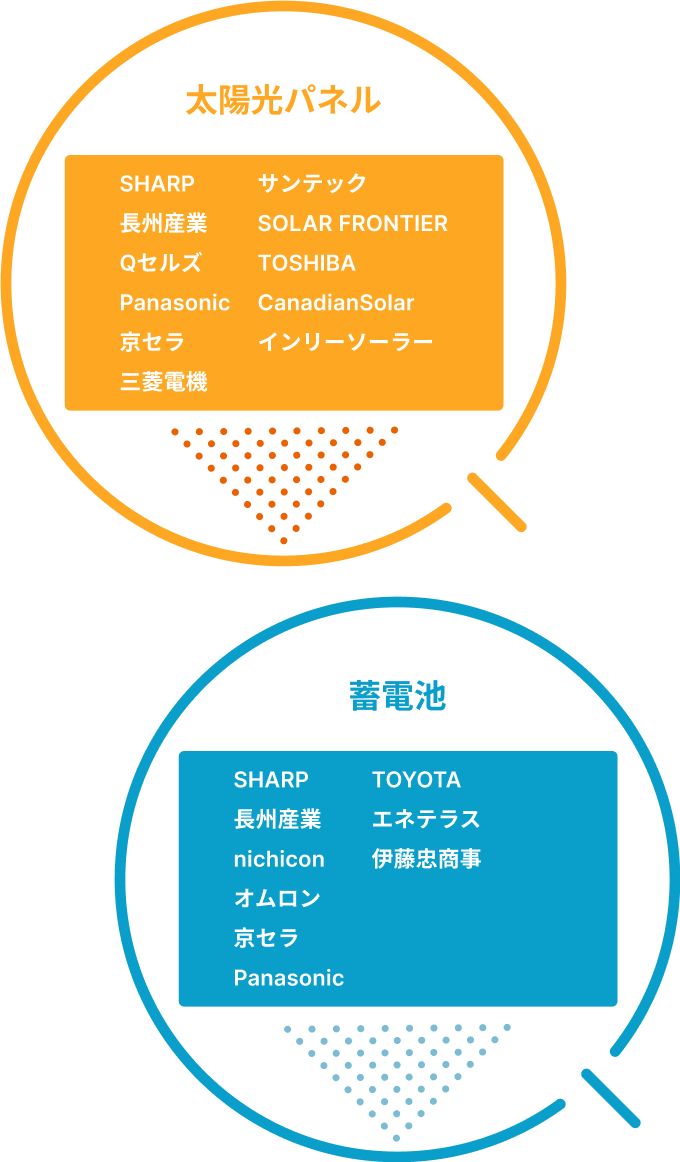 太陽光パネル
SHARP
長州産業
Qセルズ
Panasonic
京セラ
三菱電機
サンテック
SOLAR FRONTIER
TOSHIBA
CanadianSolar
インリーソーラー
蓄電池
SHARP
長州産業
nichicon
オムロン
京セラ
Panasonic
TOYOTA
エネテラス
伊藤忠商事